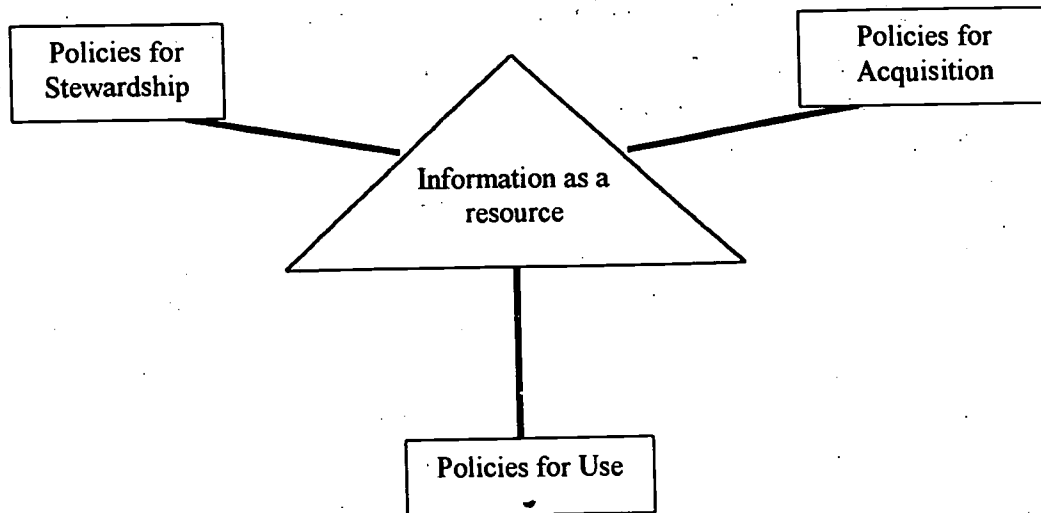 Policies for
Stewardship
Policies for
Acquisition
Information as a
resource
Policies for Use